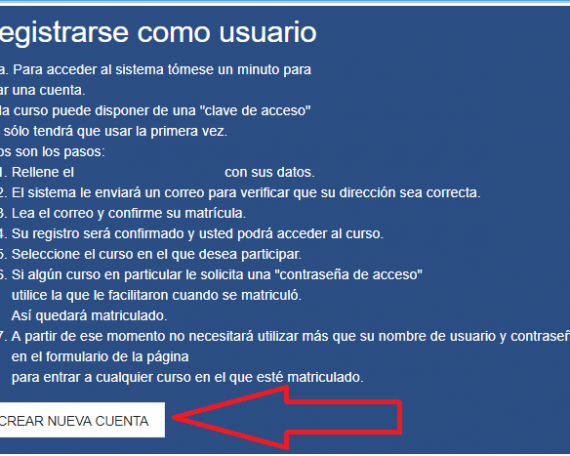 egistrarse como usuario
a. Para acceder al sistema tómese un minuto para
ar una cuenta.
la curso puede disponer de una "clave de acceso"
sólo tendrá que usar la primera vez.
os son los pasos:
1. Rellene el con sus datos.
2. El sistema le enviará un correo para verificar que su dirección sea correcta.
3. Lea el correo y confirme su matrícula.
4. Su registro será confirmado y usted podrá acceder al curso.
5. Seleccione el curso en el que desea participar.
6. Si algún curso en particular le solicita una "contraseña de acceso"
utilice la que le facilitaron cuando se matriculó.
Así quedará matriculado.
7. A partir de ese momento no necesitará utilizar más que su nombre de usuario y contraseñ
en el formulario de la página
para entrar a cualquier curso en el que esté matriculado.
CREAR NUEVA CUENTA